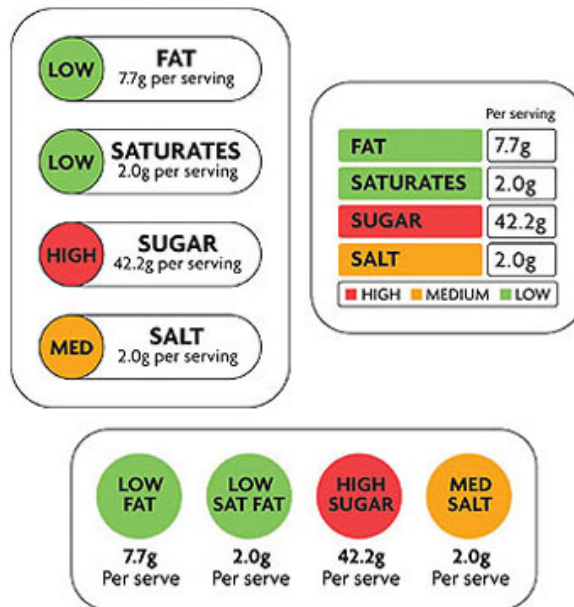 LOW
FAT
7.7g per serving
LOW
SATURATES
2.0g per serving
HIGH
SUGAR
42.2g per serving
MED
SALT
2.0g per serving
Per serving
FAT 7.7g
SATURATES 2.0g
SUGAR 42.2g
SALT 2.0g
HIGH MEDIUM LOW
LOW FAT
7.7g
Per serve
LOW SAT FAT
2.0g
Per serve
HIGH SUGAR
42.2g
Per serve
MED SALT
2.0g
Per serve